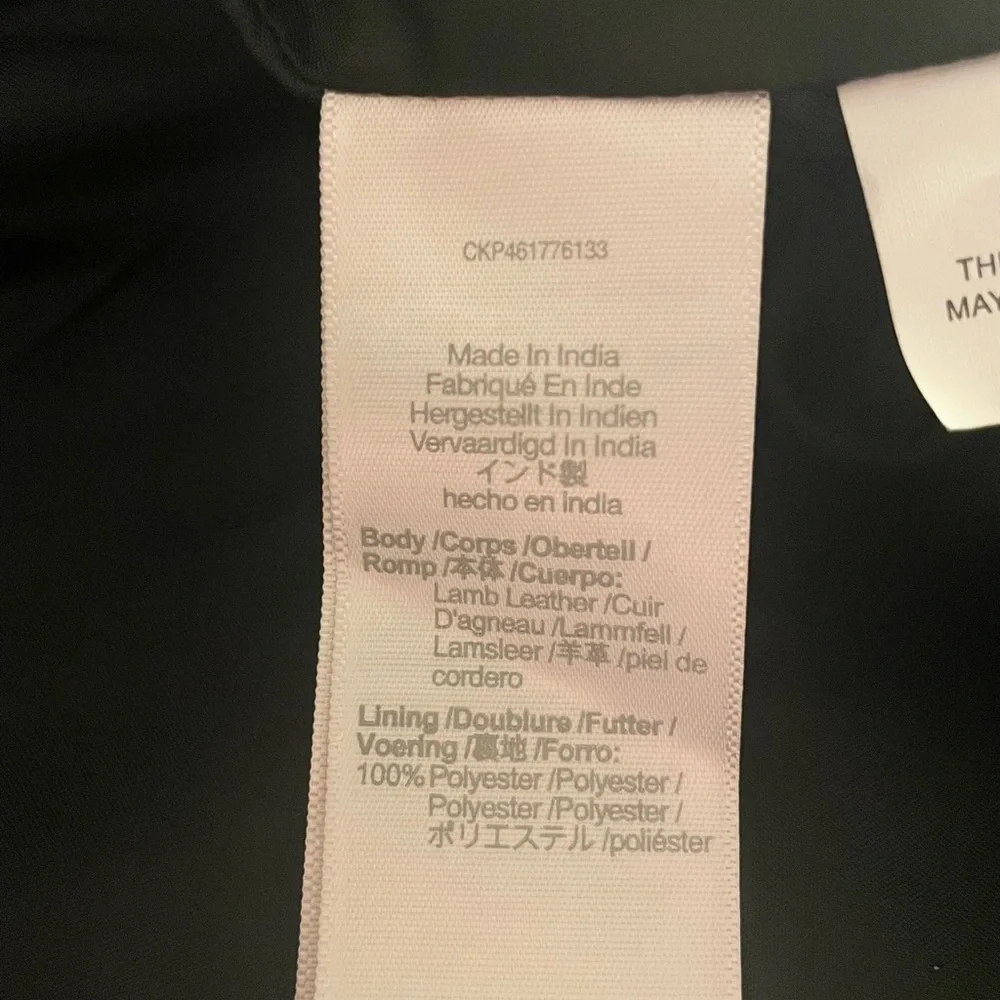 CKP461776133
Made In India
Fabriqué En Inde
Hergestellt In Indien
Vervaardigd In India
インド製
hecho en india
Body /Corps /Oberteil /
Romp /本体 /Cuerpo:
Lamb Leather /Cuir
D'agneau /Lammfell /
Lamsleer /羊革 /piel de
cordero
Lining /Doublure /Futter /
Voering /裏地 /Forro:
100% Polyester /Polyester /
Polyester /Polyester /
ポリエステル /poliéster
MAY